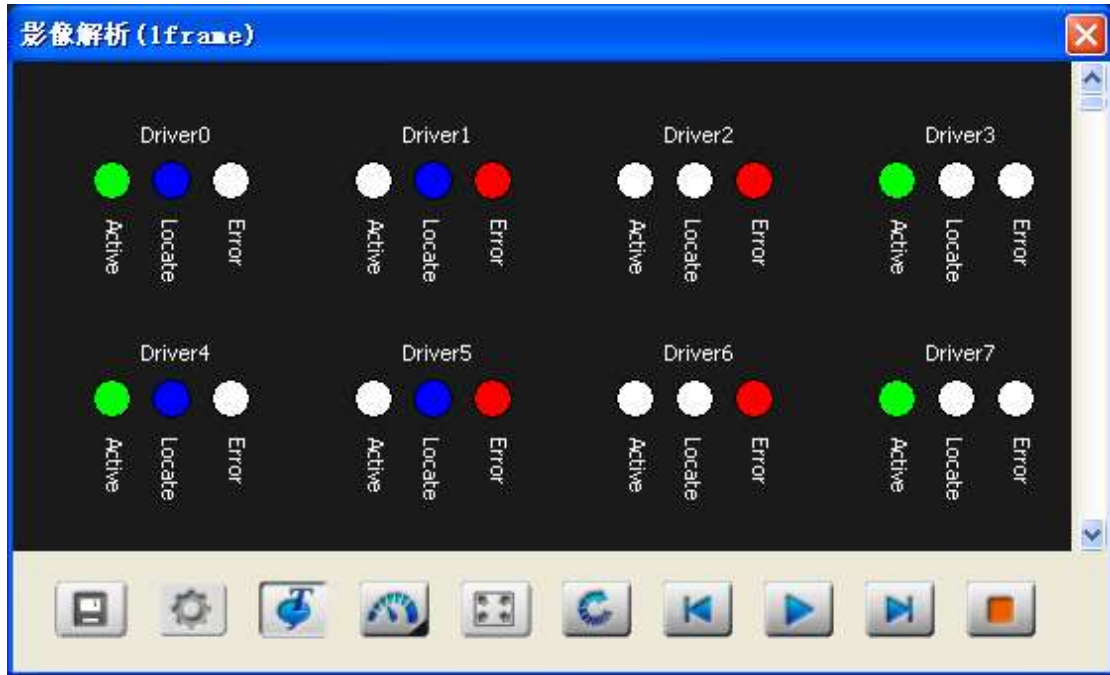 影像解析(1frame)
Driver0 Driver1 Driver2 Driver3
Active Locate Error Active Locate Error Active Locate Error Active Locate Error
Driver4 Driver5 Driver6 Driver7
Active Locate Error Active Locate Error Active Locate Error Active Locate Error
T